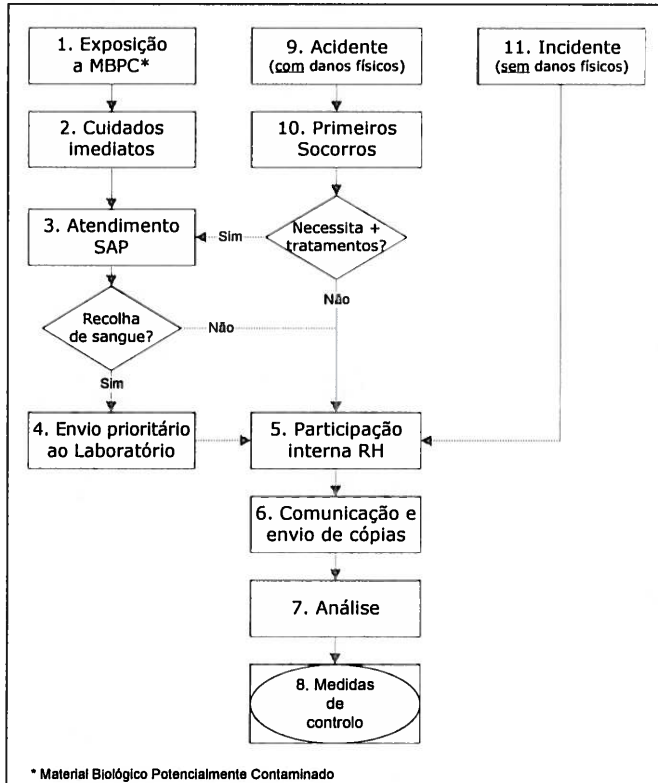 1. Exposição
a MBPC*
9. Acidente
(com danos físicos)
11. Incidente
(sem danos físicos)
2. Cuidados
imediatos
10. Primeiros
Socorros
3. Atendimento
SAP
Sim
Necessita +
tratamentos?
Não
Recolha
de sangue?
Não
Sim
4. Envio prioritário
ao Laboratório
5. Participação
interna RH
6. Comunicação e
envio de cópias
7. Análise
8. Medidas
de
controlo
* Material Biológico Potencialmente Contaminado